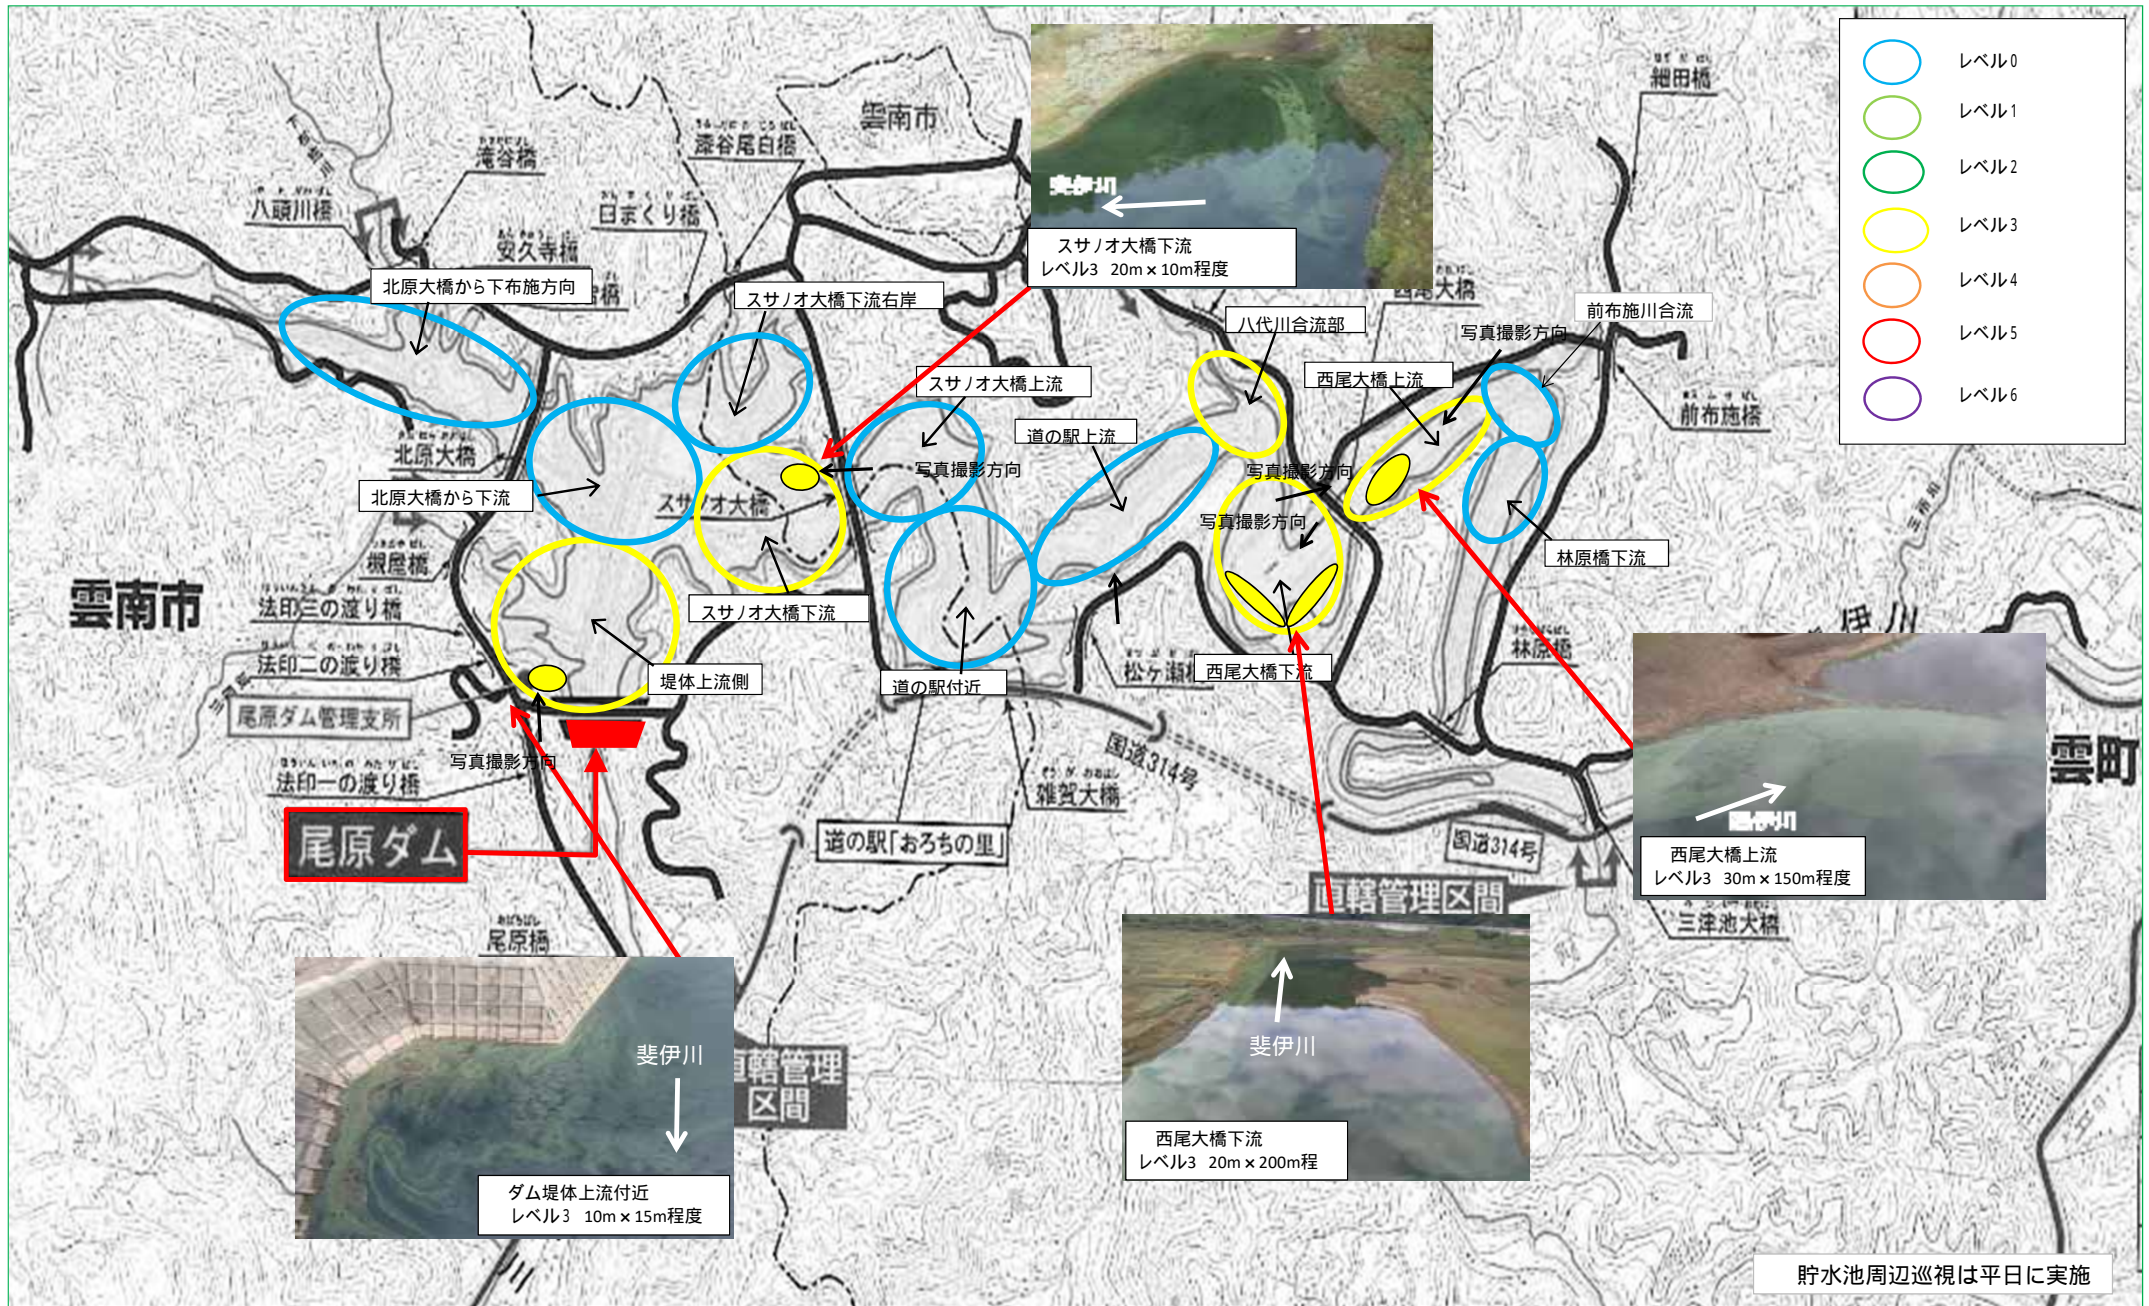 レベル0
レベル1
レベル2
レベル3
レベル4
レベル5
レベル6
雲南市
細田橋
滝谷橋
八頭川橋
安久寺橋
日まくり橋
斐伊川
スサノオ大橋下流
レベル3 20m×10m程度
北原大橋から下布施方向
スサノオ大橋下流右岸
西尾大橋
八代川合流部
前布施川合流
写真撮影方向
スサノオ大橋上流
西尾大橋上流
前布施橋
道の駅上流
北原大橋
写真撮影方向
写真撮影方向
北原大橋から下流
スサノオ大橋
写真撮影方向
槻屋橋
林原橋下流
雲南市
法印三の渡り橋
スサノオ大橋下流
伊川
法印二の渡り橋
堤体上流側
道の駅付近
松ヶ瀬橋
西尾大橋下流
林原橋
尾原ダム管理支所
写真撮影方向
法印一の渡り橋
国道314号
雑賀大橋
雲町
斐伊川
尾原ダム
道の駅「おろちの里」
国道314号
西尾大橋上流
レベル3 30m×150m程度
直轄管理区間
三津池大橋
尾原橋
斐伊川
斐伊川
直轄管理
区間
西尾大橋下流
レベル3 20m×200m程
ダム堤体上流付近
レベル3 10m×15m程度
貯水池周辺巡視は平日に実施